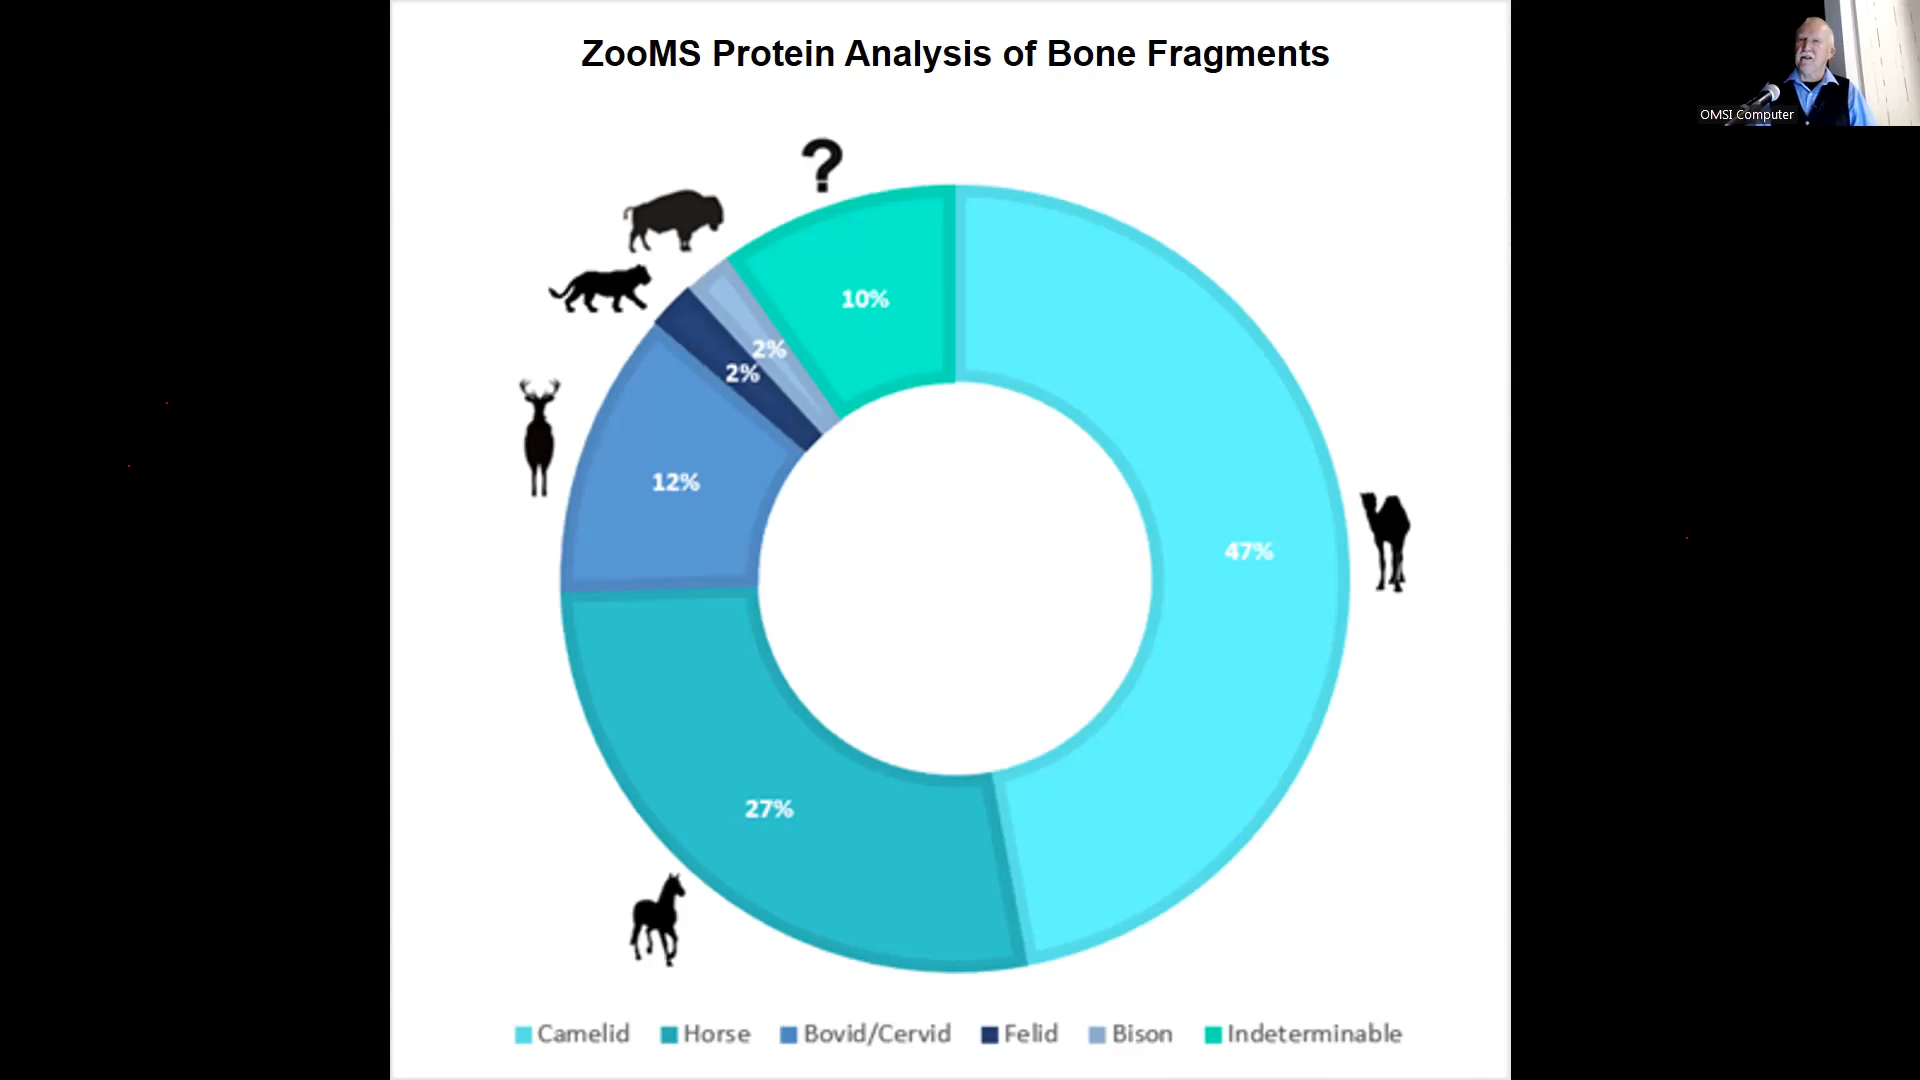 ZooMS Protein Analysis of Bone Fragments
OMSI Computer
?
10%
2%
2%
12%
47%
27%
Camelid Horse Bovid/Cervid Felid Bison Indeterminable